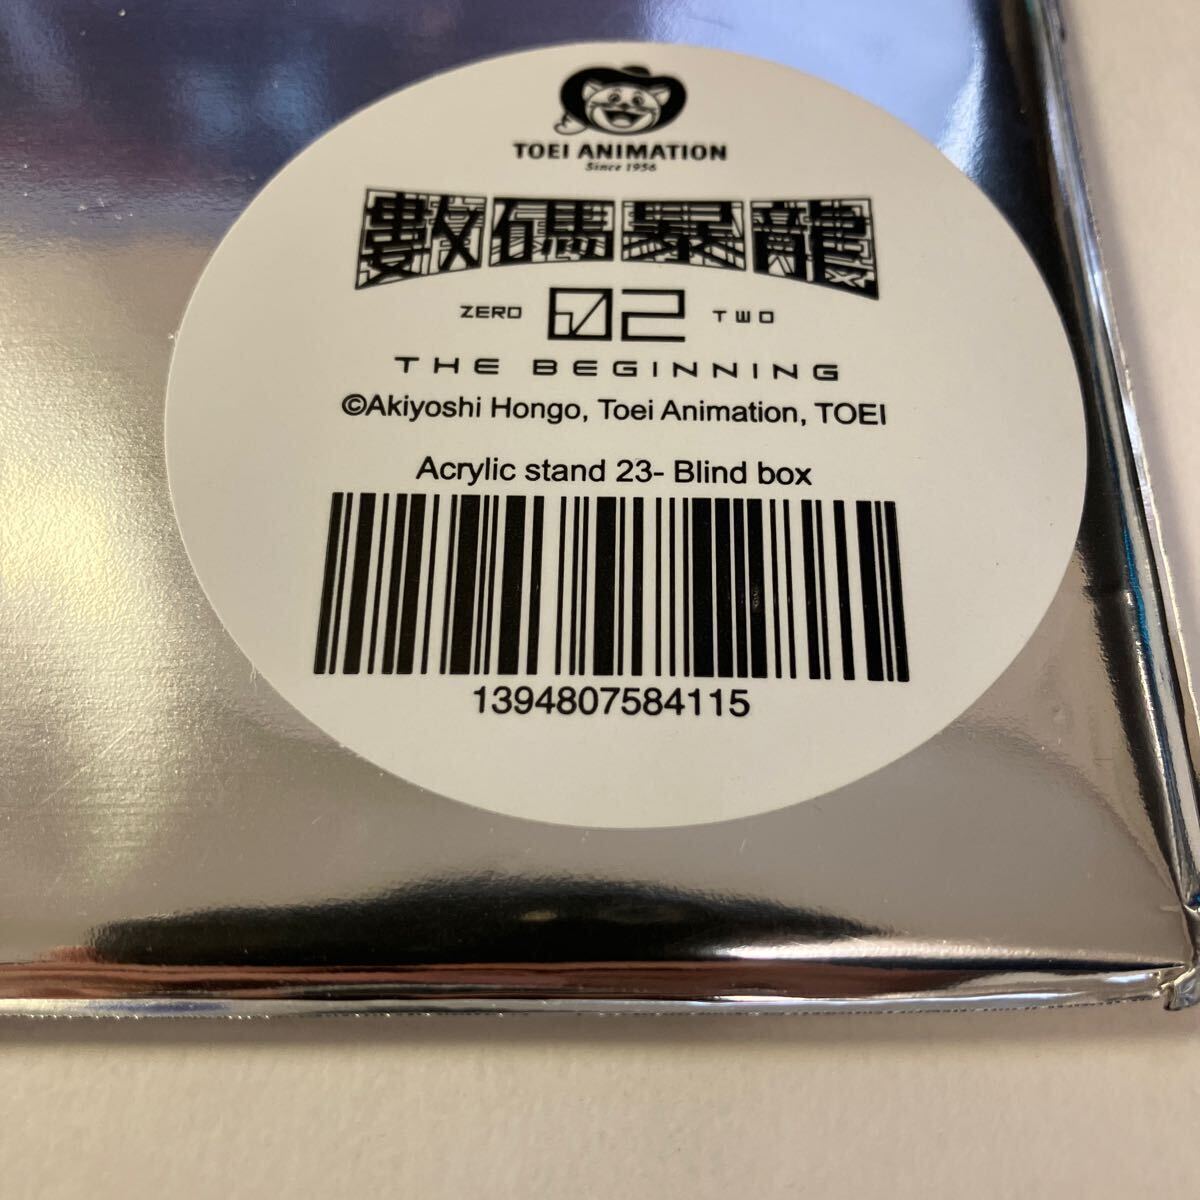 TOEI ANIMATION
Since 1956
數碼暴龍
ZERO 02 TWO
THE BEGINNING
©Akiyoshi Hongo, Toei Animation, TOEI
Acrylic stand 23- Blind box
1394807584115